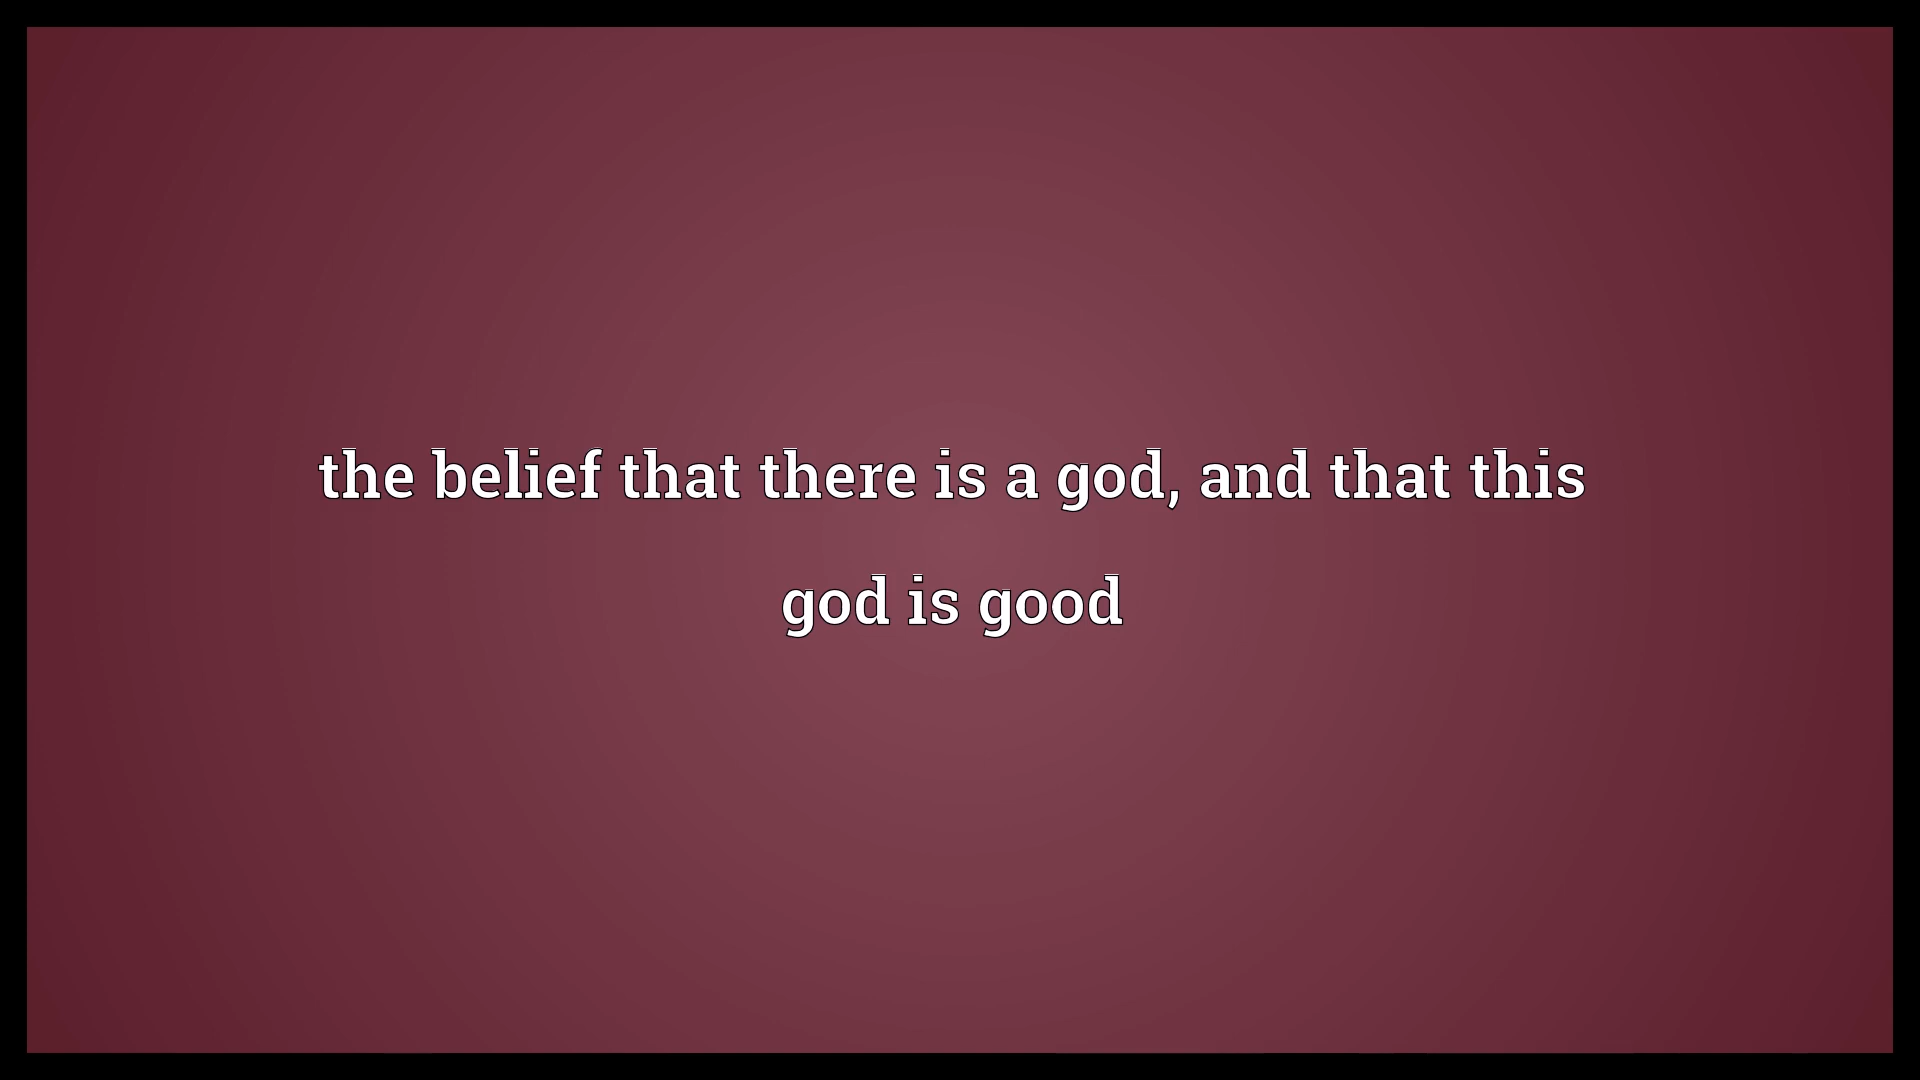 the belief that there is a god, and that this
god is good